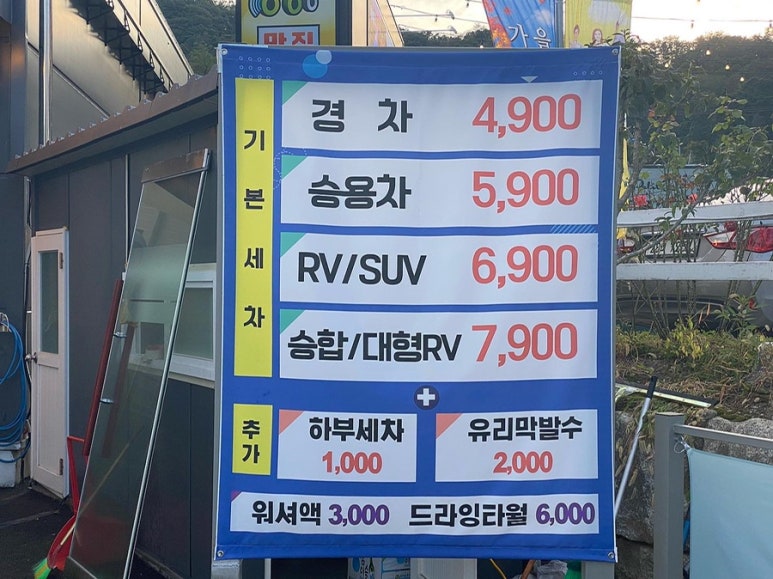 맛집
가을
기본세차
경 차 4,900
승용차 5,900
RV/SUV 6,900
승합/대형RV 7,900
+
추가
하부세차 유리막발수
1,000 2,000
워셔액 3,000 드라잉타월 6,000